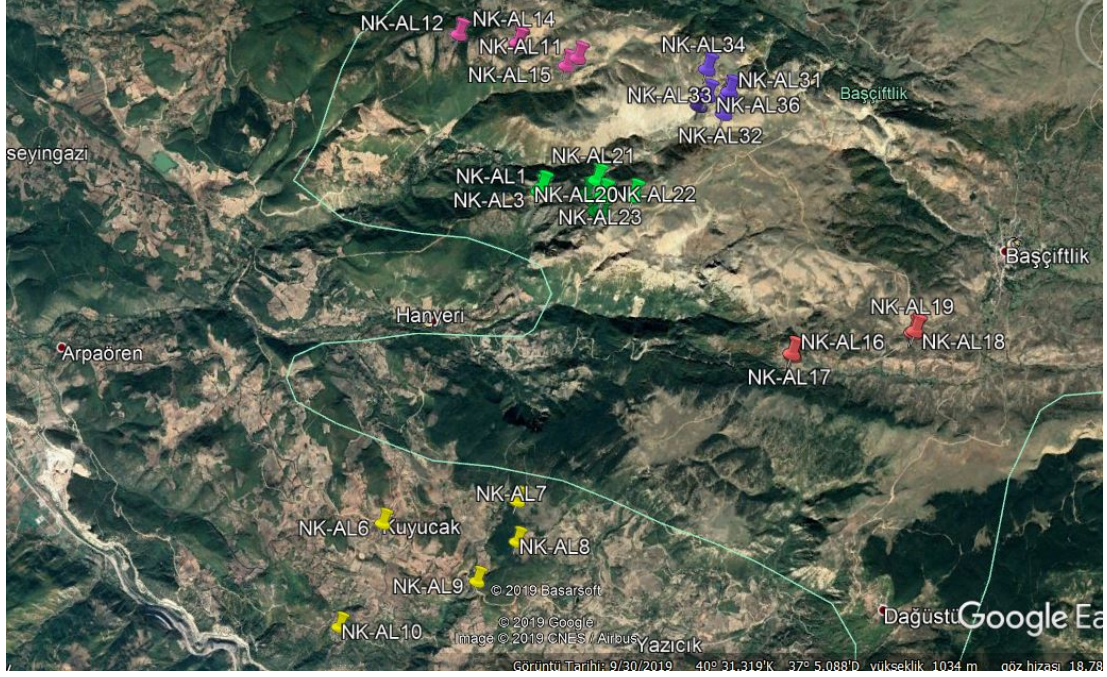 NK-AL12
NK-AL14
NK-AL11
NK-AL15
NK-AL34
NK-AL31
NK-AL33
NK-AL36
NK-AL32
Başçiftlik
seyingazi
NK-AL21
NK-AL1
NK-AL3
NK-AL20
NK-AL22
NK-AL23
Başçiftlik
Hanyeri
Arpaören
NK-AL19
NK-AL16
NK-AL18
NK-AL17
NK-AL7
NK-AL6
Kuyucak
NK-AL8
NK-AL9
© 2019 Basarsoft
NK-AL10
© 2019 Google
Image © 2019 CNES / Airbus
Yazıcık
Dağüstü
Google Ea
Görüntü Tarihi: 9/30/2019 40° 31.319'K 37° 5.088'D yükseklik 1034 m göz hizası 18.78